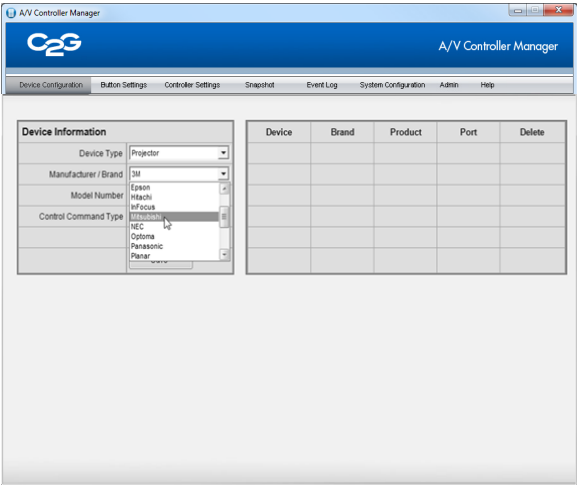 A/V Controller Manager
C2G
A/V Controller Manager
Device Configuration Button Settings Controller Settings Snapshot Event Log System Configuration Admin Help
Device Information
Device Type Projector
Manufacturer / Brand 3M
Model Number
Control Command Type
Epson
Hitachi
InFocus
Mitsubishi
NEC
Optoma
Panasonic
Planar
Device Brand Product Port Delete